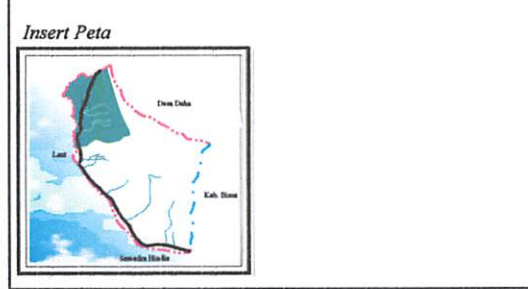 Insert Peta
Desa Daha
Laut
Kab. Bima
Samudra Hindia